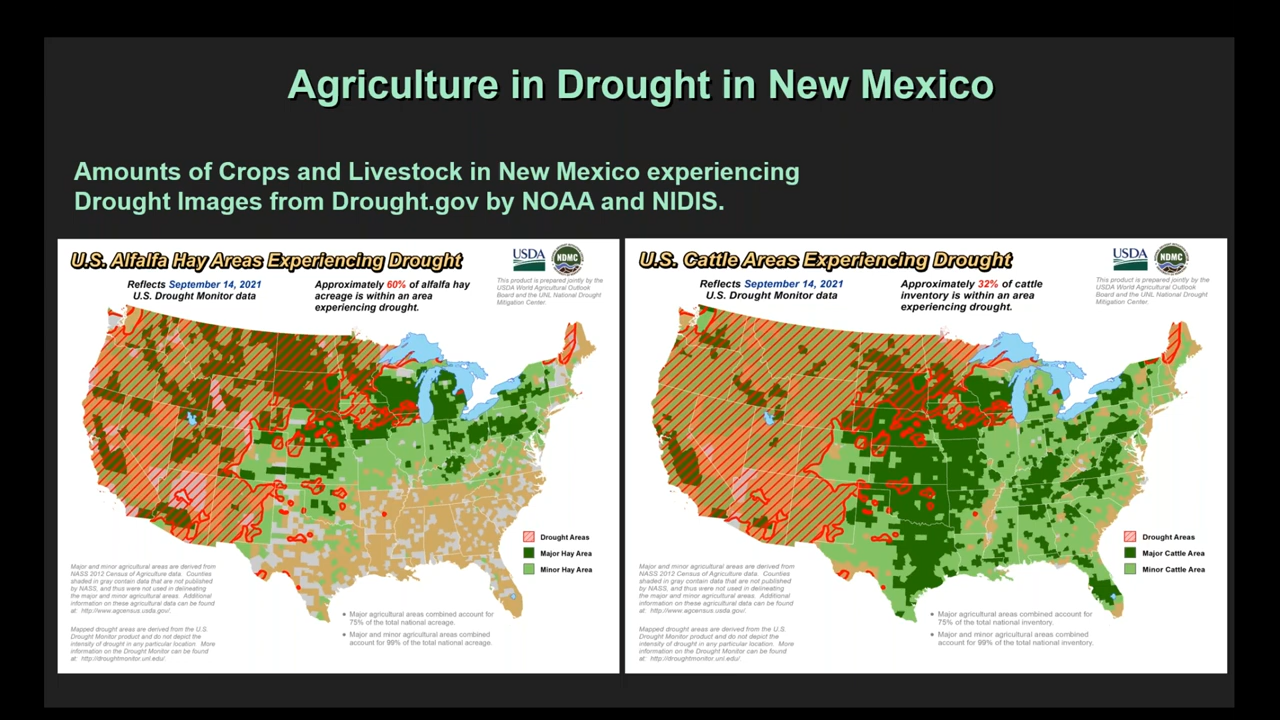 Agriculture in Drought in New Mexico
Amounts of Crops and Livestock in New Mexico experiencing
Drought Images from Drought.gov by NOAA and NIDIS.
U.S. Alfalfa Hay Areas Experiencing Drought
USDA
NDMC
Reflects September 14, 2021
U.S. Drought Monitor data
Approximately 60% of alfalfa hay
acreage is within an area
experiencing drought.
This product is prepared jointly by the
USDA World Agricultural Outlook
Board and the UNL National Drought
Mitigation Center.
Drought Areas
Major Hay Area
Minor Hay Area
Major and minor agricultural areas are derived from
NASS 2012 Census of Agriculture data. Counties
shaded in gray contain data that are not published
by NASS, and thus were not used in delineating
the major and minor agricultural areas. Additional
information on these agricultural data can be found
at: http://www.agcensus.usda.gov/.
Mapped drought areas are derived from the U.S.
Drought Monitor product and do not depict the
intensity of drought in any particular location. More
information on the Drought Monitor can be found
at: http://droughtmonitor.unl.edu/.
Major agricultural areas combined account for
75% of the total national acreage.
Major and minor agricultural areas combined
account for 99% of the total national acreage.
U.S. Cattle Areas Experiencing Drought
USDA
NDMC
Reflects September 14, 2021
U.S. Drought Monitor data
Approximately 32% of cattle
inventory is within an area
experiencing drought.
This product is prepared jointly by the
USDA World Agricultural Outlook
Board and the UNL National Drought
Mitigation Center.
Drought Areas
Major Cattle Area
Minor Cattle Area
Major and minor agricultural areas are derived from
NASS 2012 Census of Agriculture data. Counties
shaded in gray contain data that are not published
by NASS, and thus were not used in delineating
the major and minor agricultural areas. Additional
information on these agricultural data can be found
at: http://www.agcensus.usda.gov/.
Mapped drought areas are derived from the U.S.
Drought Monitor product and do not depict the
intensity of drought in any particular location. More
information on the Drought Monitor can be found
at: http://droughtmonitor.unl.edu/.
Major agricultural areas combined account for
75% of the total national inventory.
Major and minor agricultural areas combined
account for 99% of the total national inventory.